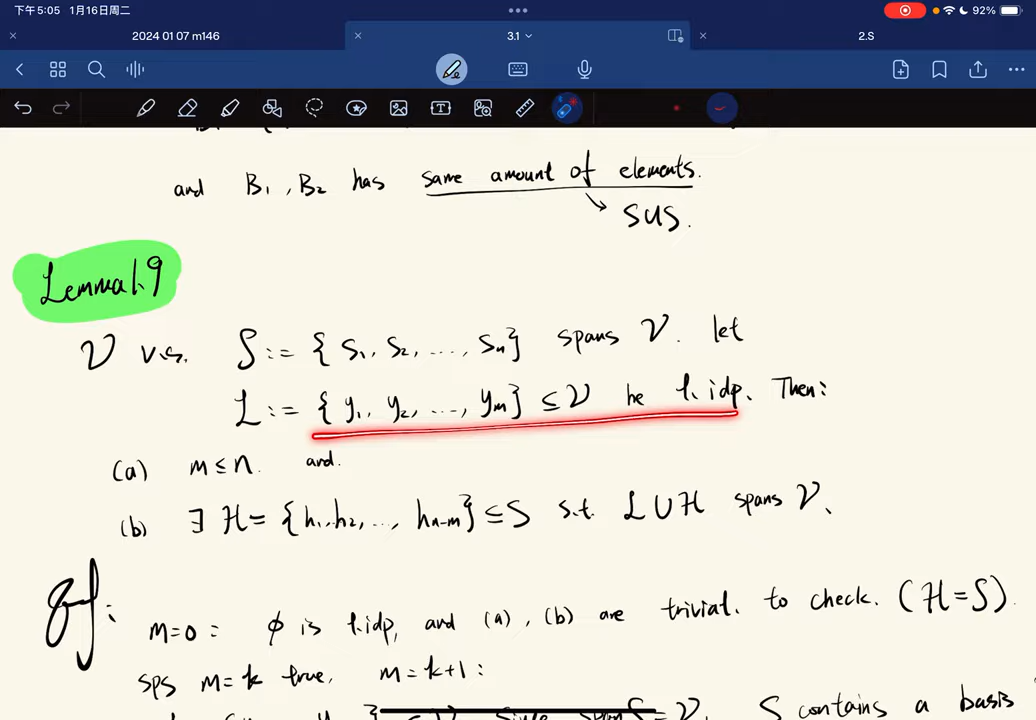 下午5:05 1月16日周二 92%
2024 01 07 m146 3.1 2.S
and B₁, B₂ has same amount of elements.
sus.
Lemma 1.9
V v.s. S := { s₁, s₂, ..., sₙ} spans V. let
L := { y₁, y₂, ..., yₘ} ⊆ V be l.idp. Then:
(a) m ≤ n. and.
(b) ∃ H = {h₁, h₂, ..., hₙ₋ₘ} ⊆ S s.t. L ∪ H spans V.
pf:
m=0: ϕ is l.idp, and (a), (b) are trivial. to check. (H=S)
sps m=k true, m=k+1:
S contains a basis